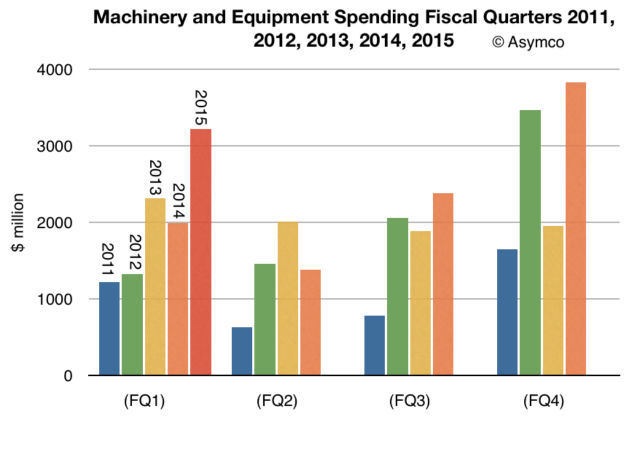 Machinery and Equipment Spending Fiscal Quarters 2011,
2012, 2013, 2014, 2015 © Asymco
$ million
4000
3000
2000
1000
0
2011
2012
2013
2014
2015
(FQ1) (FQ2) (FQ3) (FQ4)